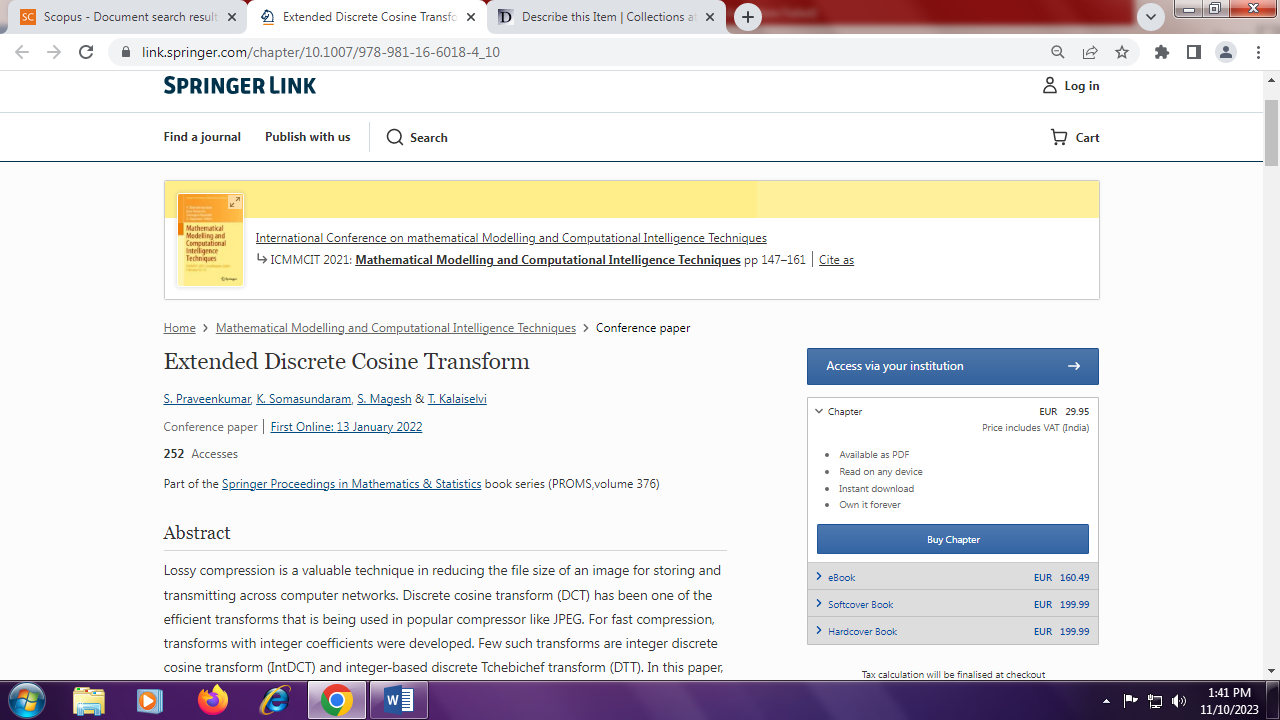 Scopus - Document search result
Extended Discrete Cosine Transfo
Describe this Item | Collections a
link.springer.com/chapter/10.1007/978-981-16-6018-4_10
SPRINGER LINK
Log in
Find a journal
Publish with us
Search
Cart
Mathematical
Modelling and
Computational
Intelligence
Techniques
International Conference on mathematical Modelling and Computational Intelligence Techniques
ICMMCIT 2021: Mathematical Modelling and Computational Intelligence Techniques pp 147–161 | Cite as
Home > Mathematical Modelling and Computational Intelligence Techniques > Conference paper
Extended Discrete Cosine Transform
S. Praveenkumar, K. Somasundaram, S. Magesh & T. Kalaiselvi
Conference paper | First Online: 13 January 2022
252 Accesses
Part of the Springer Proceedings in Mathematics & Statistics book series (PROMS,volume 376)
Abstract
Lossy compression is a valuable technique in reducing the file size of an image for storing and
transmitting across computer networks. Discrete cosine transform (DCT) has been one of the
efficient transforms that is being used in popular compressor like JPEG. For fast compression,
transforms with integer coefficients were developed. Few such transforms are integer discrete
cosine transform (IntDCT) and integer-based discrete Tchebichef transform (DTT). In this paper,
Access via your institution
Chapter EUR 29.95
Price includes VAT (India)
Available as PDF
Read on any device
Instant download
Own it forever
Buy Chapter
eBook EUR 160.49
Softcover Book EUR 199.99
Hardcover Book EUR 199.99
Tax calculation will be finalised at checkout
1:41 PM
11/10/2023